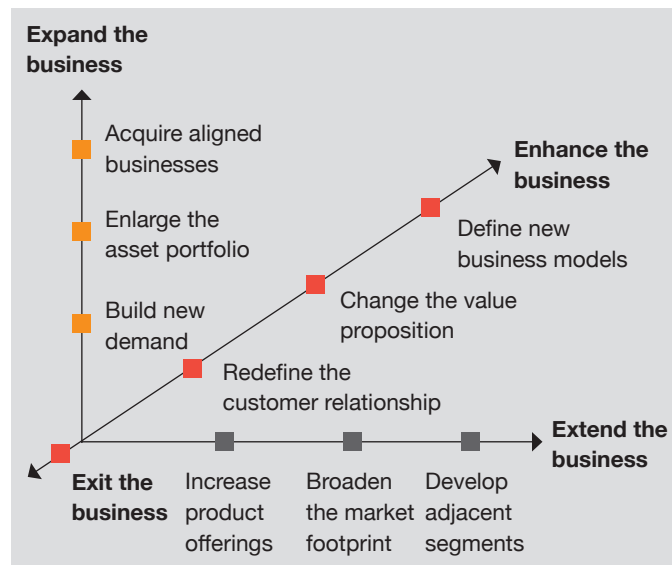 Expand the
business
Acquire aligned
businesses
Enlarge the
asset portfolio
Build new
demand
Enhance the
business
Define new
business models
Change the value
proposition
Redefine the
customer relationship
Extend the
business
Exit the
business
Increase
product
offerings
Broaden
the market
footprint
Develop
adjacent
segments